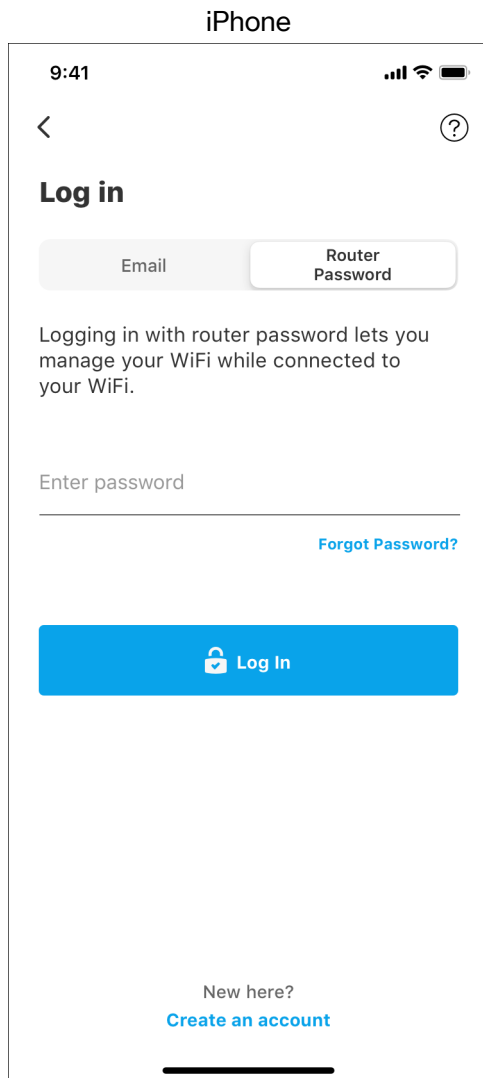 iPhone
9:41
?
Log in
Email
Router
Password
Logging in with router password lets you
manage your WiFi while connected to
your WiFi.
Enter password
Forgot Password?
Log In
New here?
Create an account